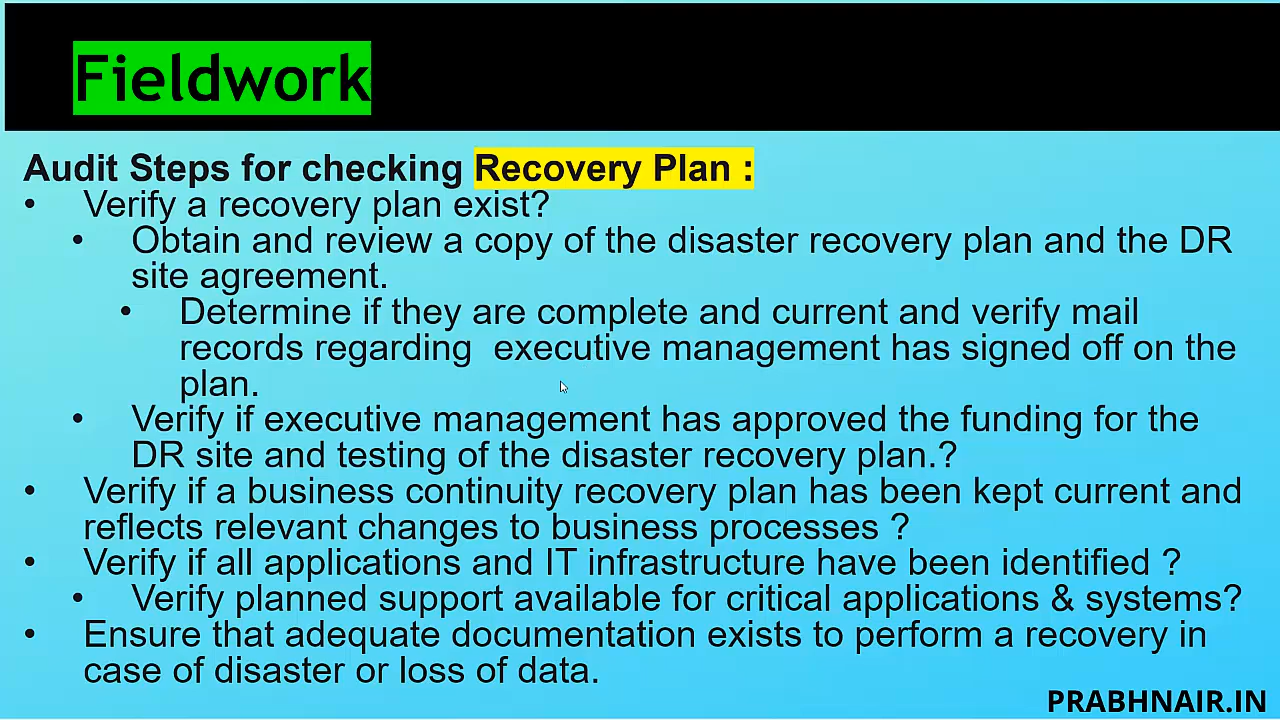 Fieldwork
Audit Steps for checking Recovery Plan :
• Verify a recovery plan exist?
• Obtain and review a copy of the disaster recovery plan and the DR
site agreement.
• Determine if they are complete and current and verify mail
records regarding  executive management has signed off on the
plan.
• Verify if executive management has approved the funding for the
DR site and testing of the disaster recovery plan.?
• Verify if a business continuity recovery plan has been kept current and
reflects relevant changes to business processes ?
• Verify if all applications and IT infrastructure have been identified ?
• Verify planned support available for critical applications & systems?
• Ensure that adequate documentation exists to perform a recovery in
case of disaster or loss of data.
PRABHNAIR.IN